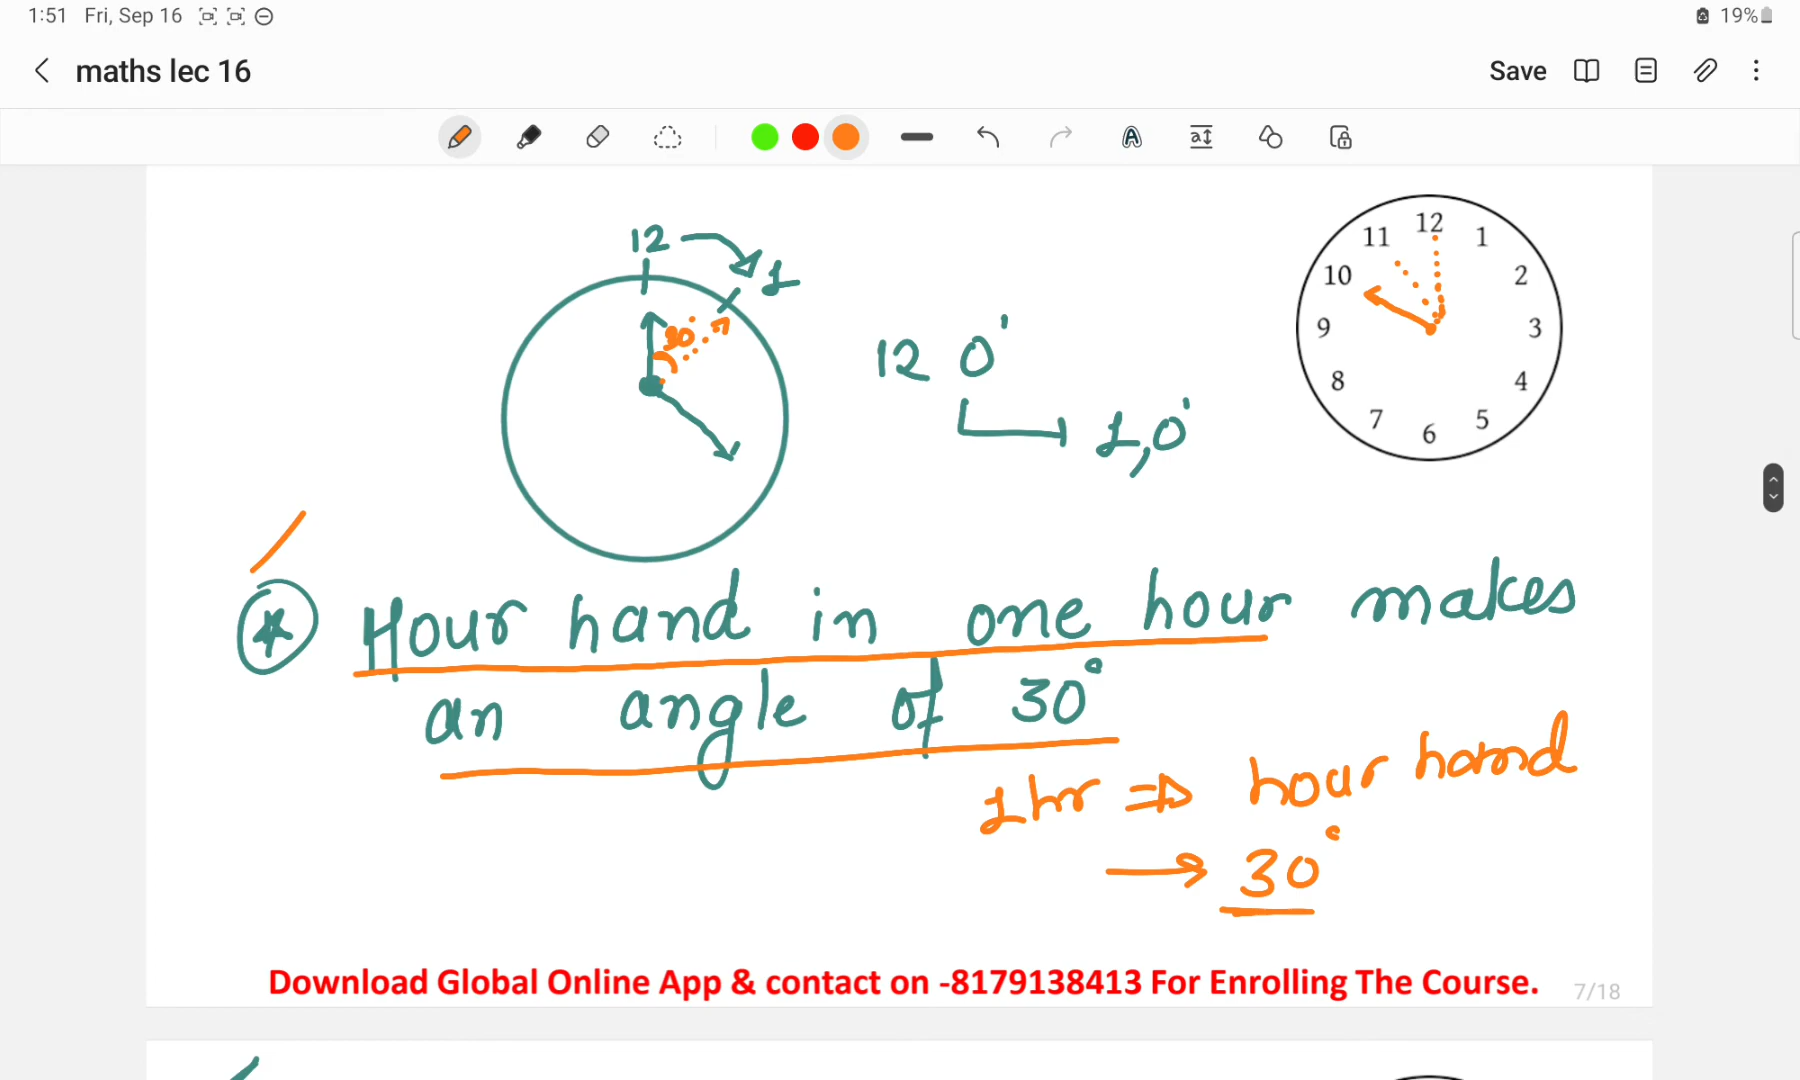 1:51 Fri, Sep 16
19%
maths lec 16
Save
12
1
30°
12 0'
1,0'
12
11
1
10
2
9
3
8
4
7
5
6
Hour hand in one hour makes
an angle of 30°
1hr ⇒ hour hand
→ 30°
Download Global Online App & contact on -8179138413 For Enrolling The Course.
7/18